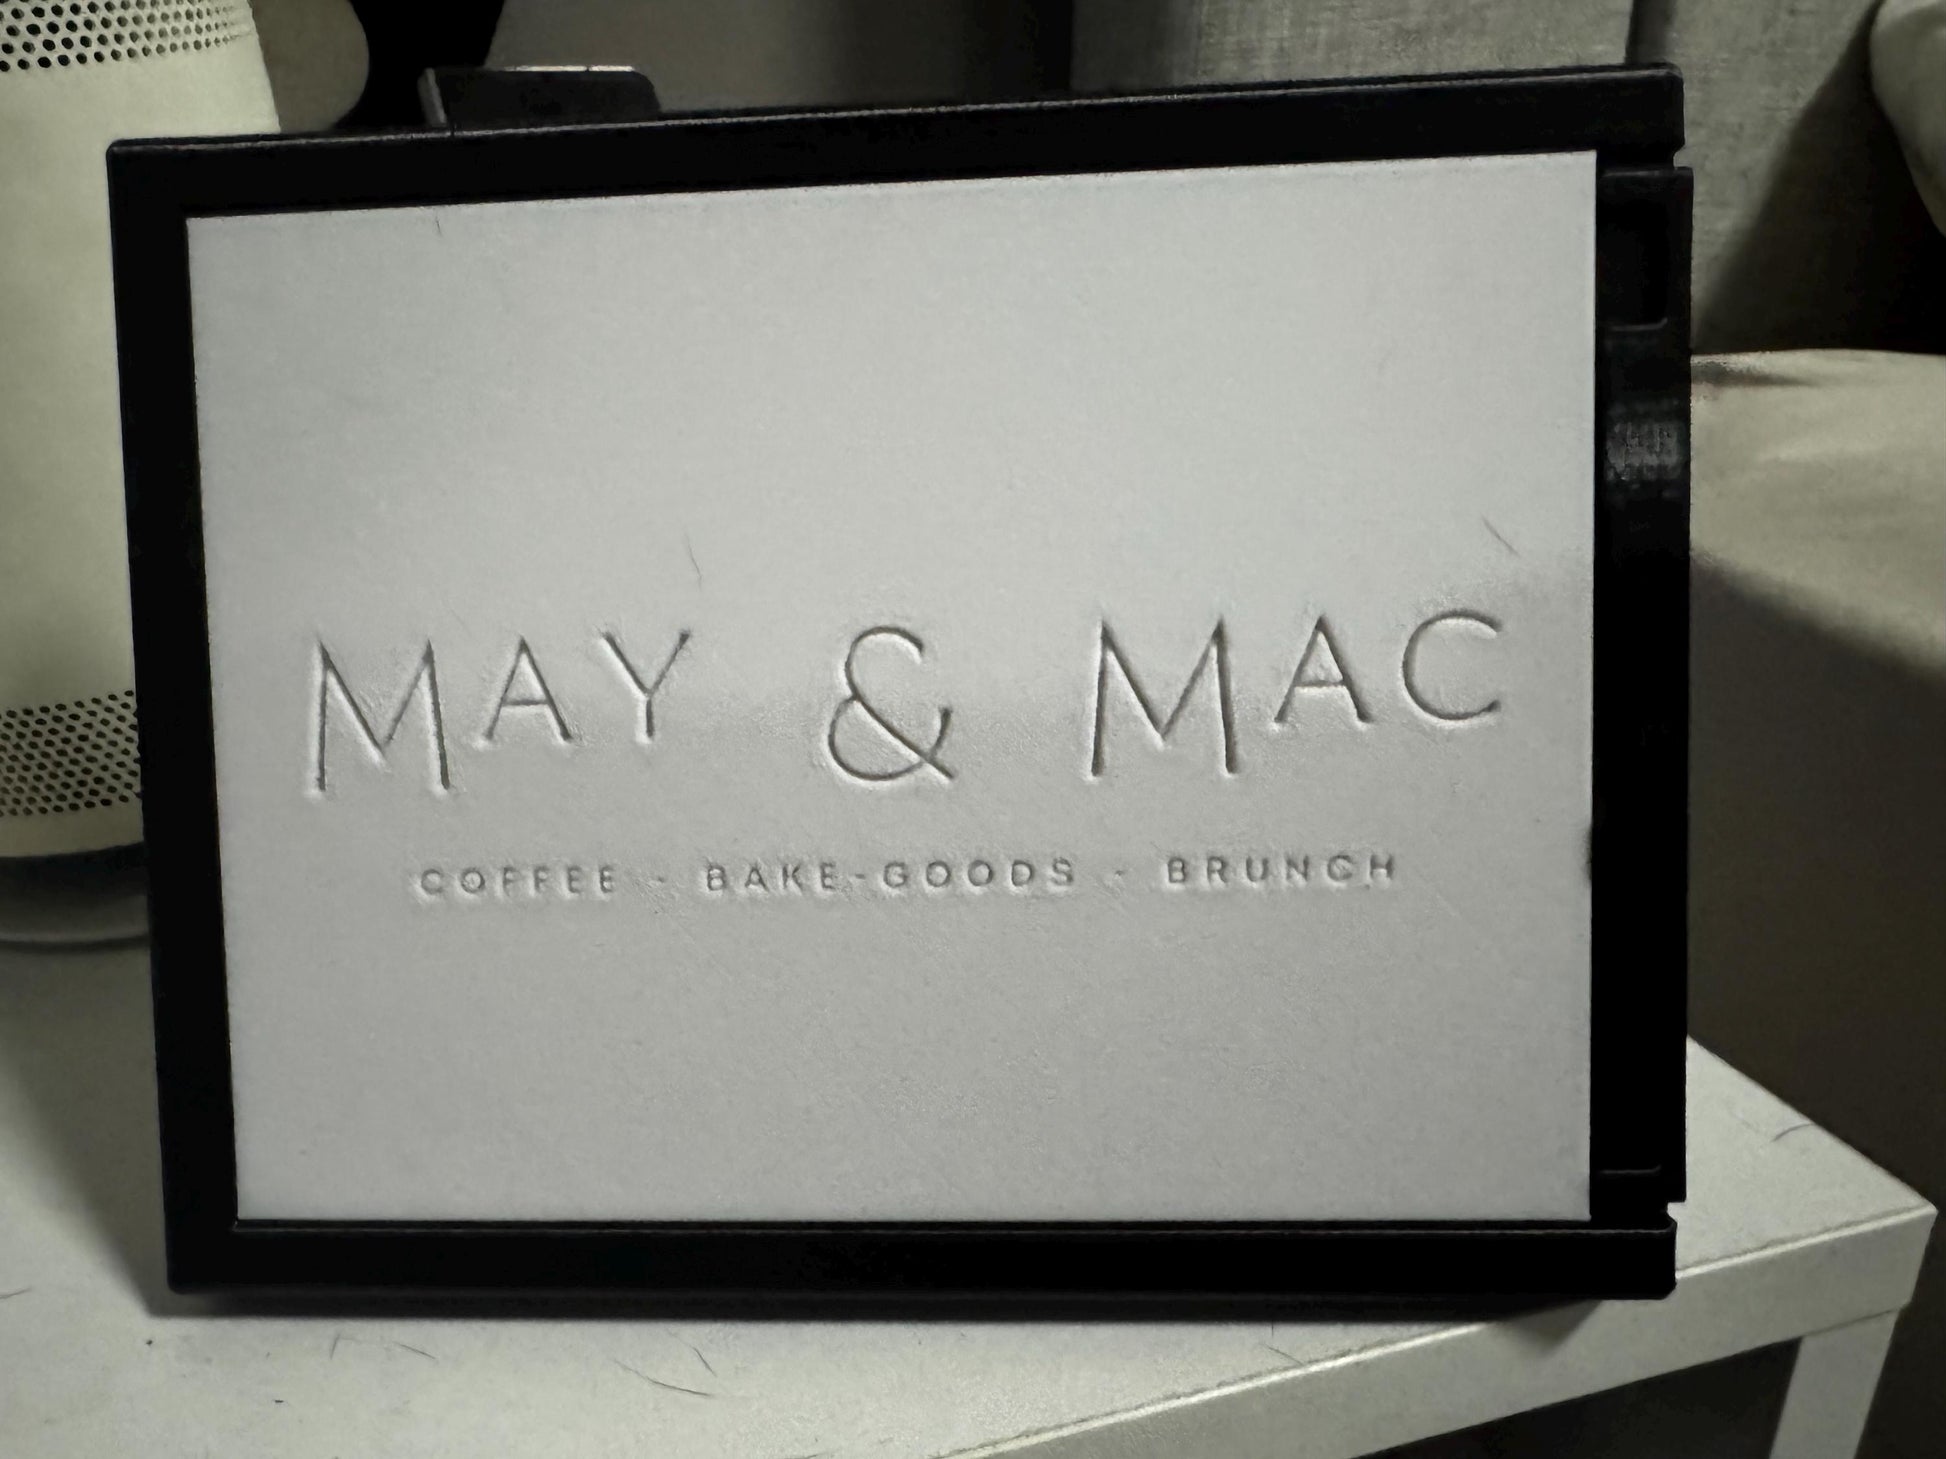 MAY & MAC
COFFEE - BAKE-GOODS - BRUNCH